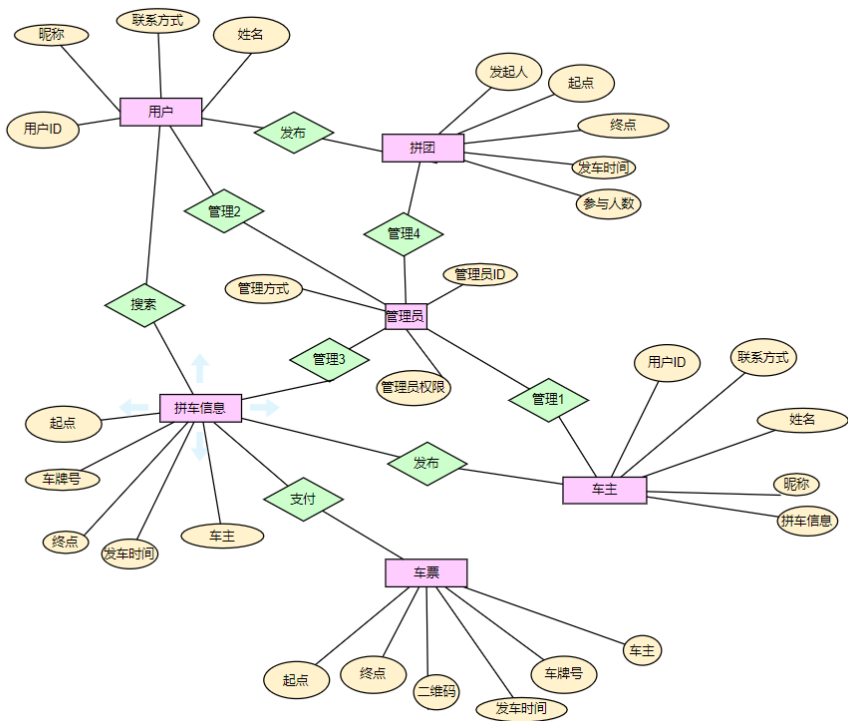 联系方式
昵称
姓名
用户ID
用户
发布
发起人
起点
终点
拼团
发车时间
参与人数
管理2
管理4
管理方式
管理员ID
搜索
管理员
管理3
管理员权限
用户ID
联系方式
管理1
姓名
拼车信息
起点
车牌号
终点
发车时间
车主
发布
支付
车主
昵称
拼车信息
车票
起点
终点
二维码
发车时间
车牌号
车主